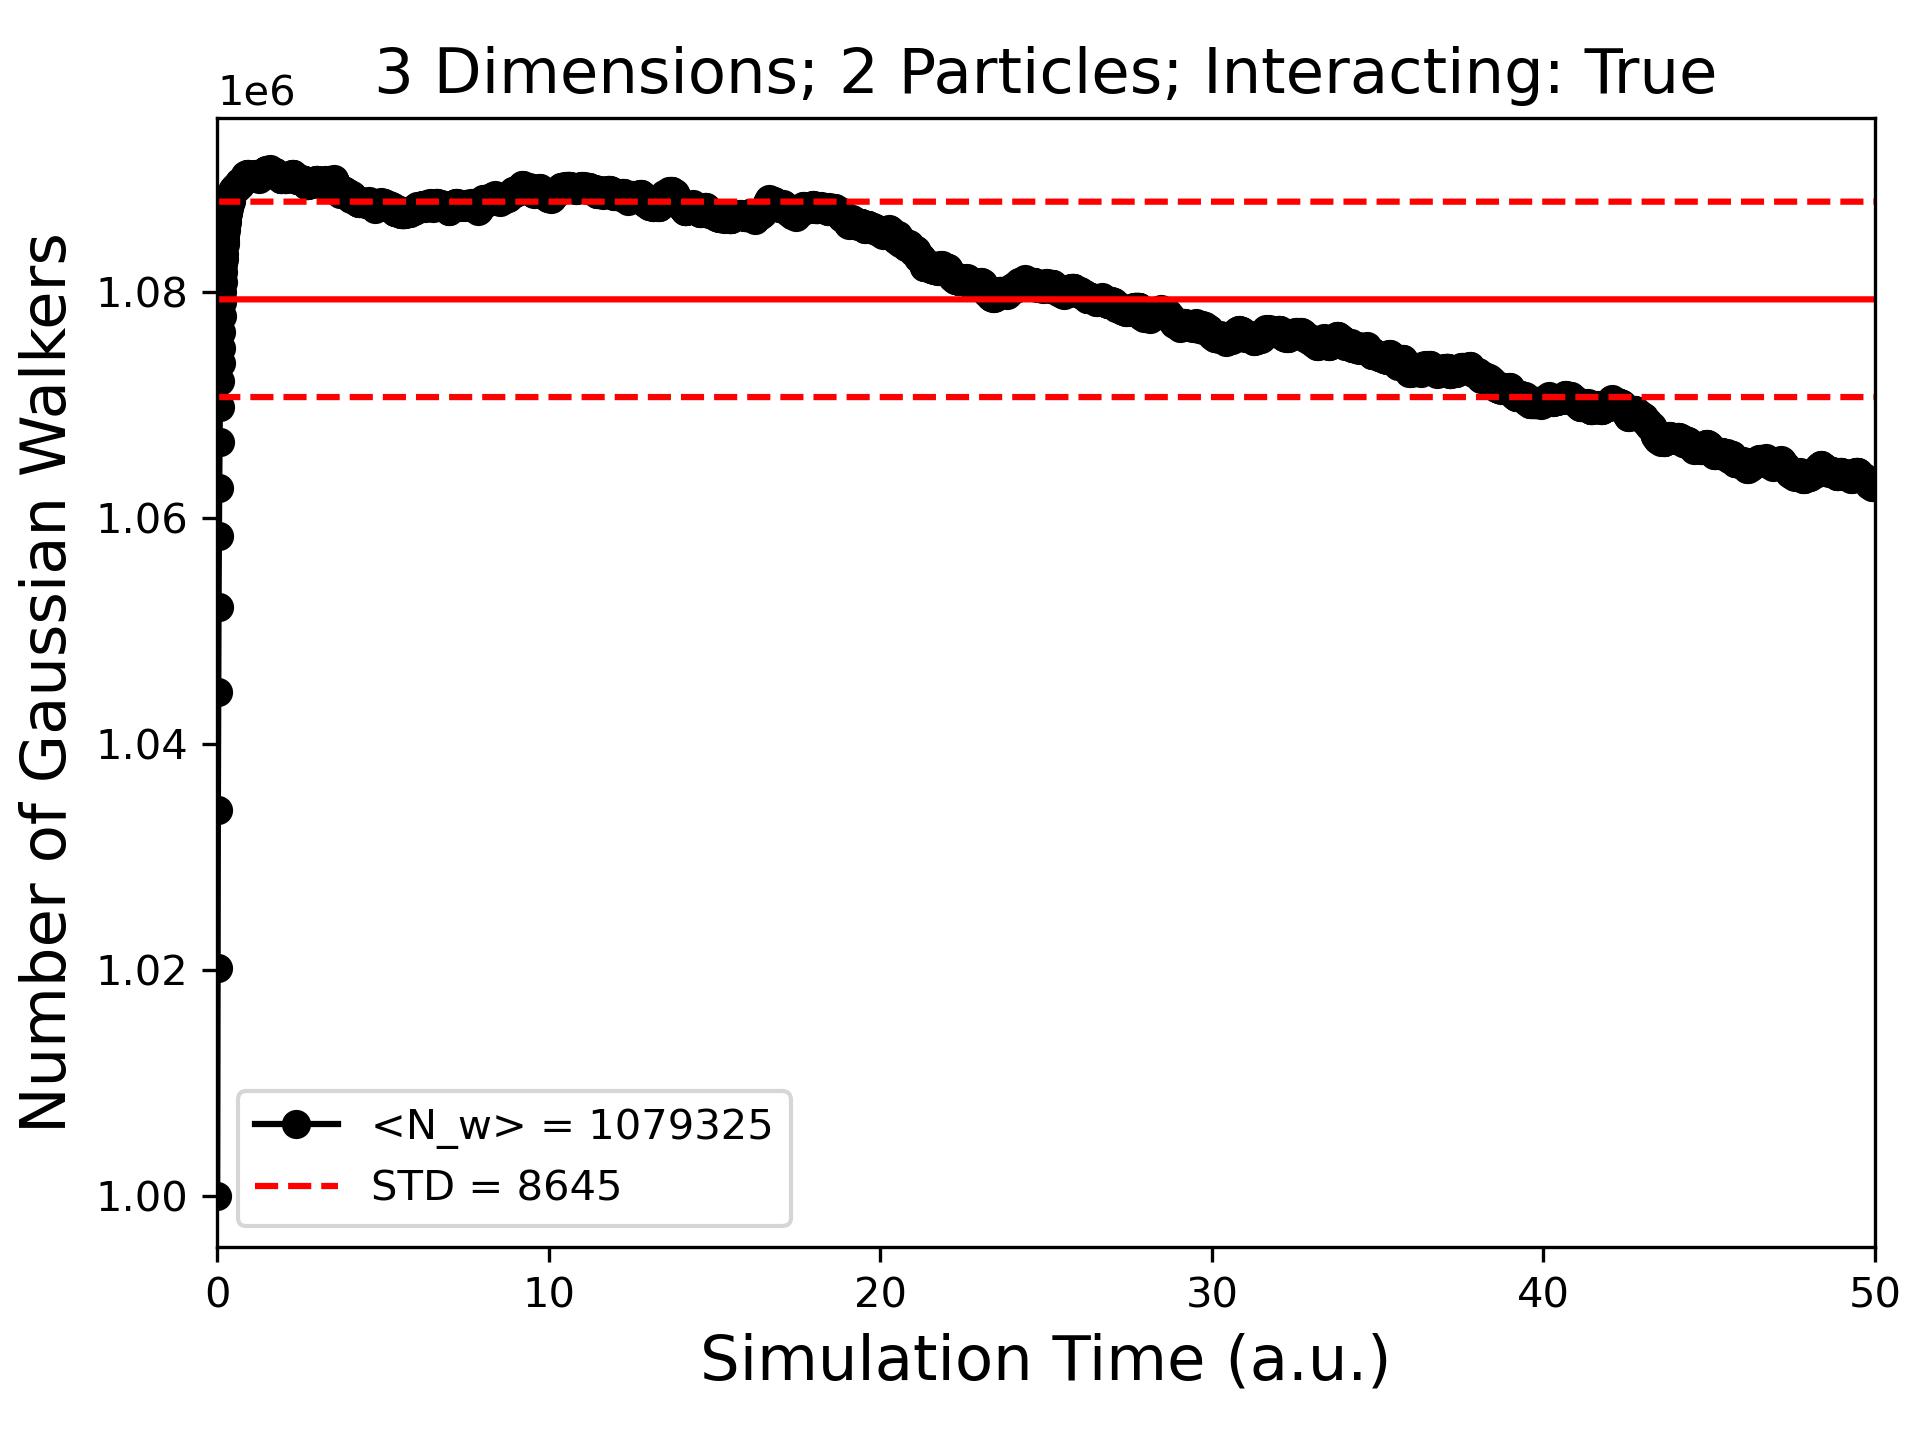 3 Dimensions; 2 Particles; Interacting: True
1e6
Number of Gaussian Walkers
1.08
1.06
1.04
1.02
1.00
<N_w> = 1079325
STD = 8645
0 10 20 30 40 50
Simulation Time (a.u.)